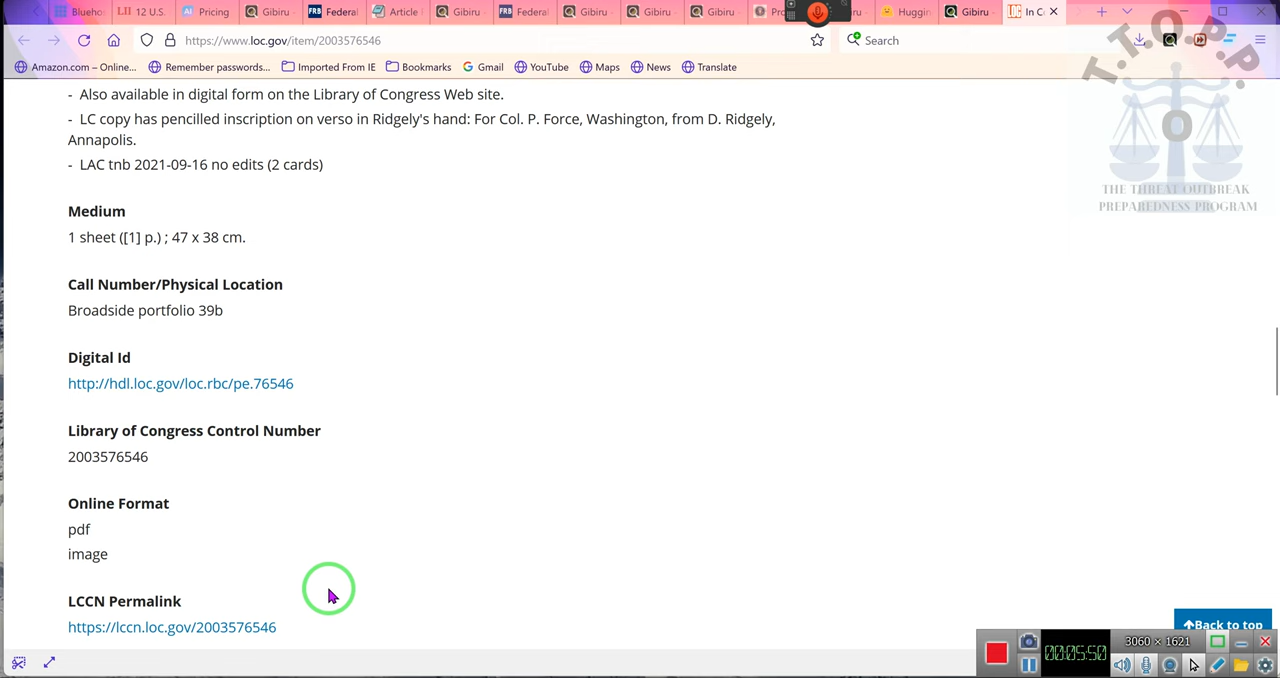 Blueho
LII 12 U.S.
AI Pricing
Gibiru
FRB Federal
Article
Gibiru
FRB Federal
Gibiru
Gibiru
Gibiru
Huggin
Gibiru
LOC In C
https://www.loc.gov/item/2003576546
Search
Amazon.com – Online...
Remember passwords...
Imported From IE
Bookmarks
Gmail
YouTube
Maps
News
Translate
T.T.O.P.P.
O
THE THREAT OUTBREAK
PREPAREDNESS PROGRAM
- Also available in digital form on the Library of Congress Web site.
- LC copy has pencilled inscription on verso in Ridgely's hand: For Col. P. Force, Washington, from D. Ridgely,
Annapolis.
- LAC tnb 2021-09-16 no edits (2 cards)
Medium
1 sheet ([1] p.) ; 47 x 38 cm.
Call Number/Physical Location
Broadside portfolio 39b
Digital Id
http://hdl.loc.gov/loc.rbc/pe.76546
Library of Congress Control Number
2003576546
Online Format
pdf
image
LCCN Permalink
https://lccn.loc.gov/2003576546
Back to top
3060 × 1621
00:05:50